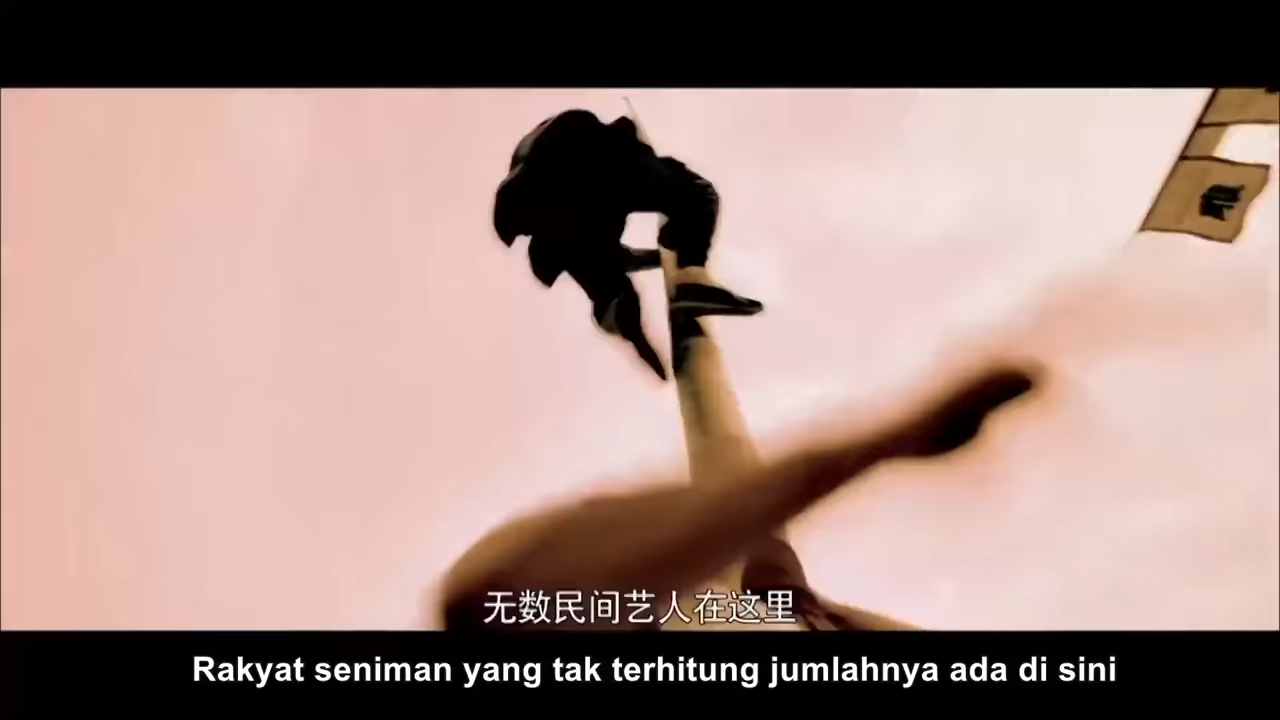 无数民间艺人在这里
Rakyat seniman yang tak terhitung jumlahnya ada di sini